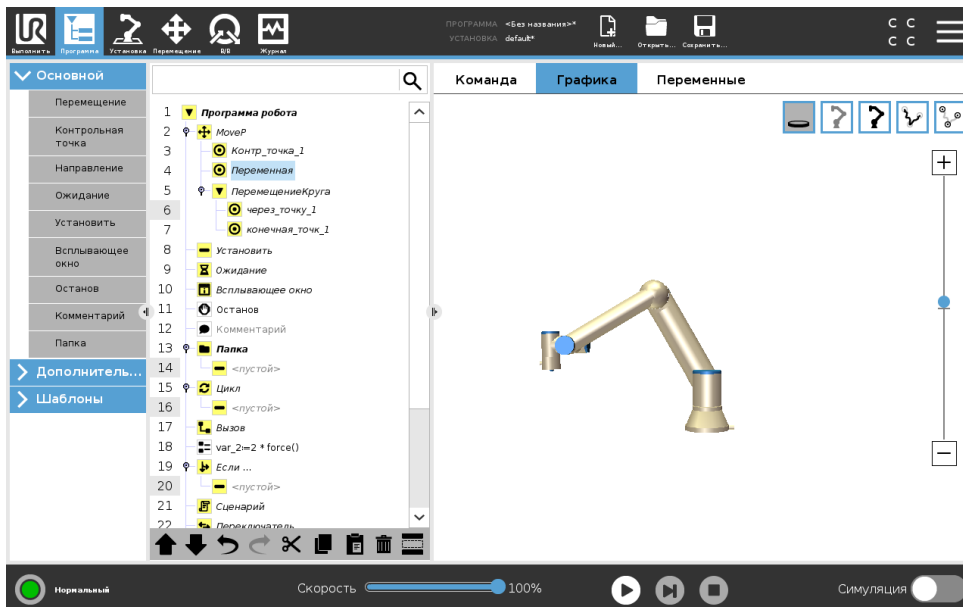 UR
Выполнить
Программа
Установка
Перемещение
В/В
Журнал
ПРОГРАММА <Без названия>*
УСТАНОВКА default*
Новый...
Открыть...
Сохранить...
C C
C C
Основной
Перемещение
Контрольная
точка
Направление
Ожидание
Установить
Всплывающее
окно
Останов
Комментарий
Папка
Дополнитель...
Шаблоны
1 Программа робота
2 MoveP
3 Контр_точка_1
4 Переменная
5 ПеремещениеКруга
6 через_точку_1
7 конечная_точк_1
8 Установить
9 Ожидание
10 Всплывающее окно
11 Останов
12 Комментарий
13 Папка
14 <пустой>
15 Цикл
16 <пустой>
17 Вызов
18 var_2:=2 * force()
19 Если ...
20 <пустой>
21 Сценарий
22 Переключатель
Команда
Графика
Переменные
Нормальный
Скорость
100%
Симуляция